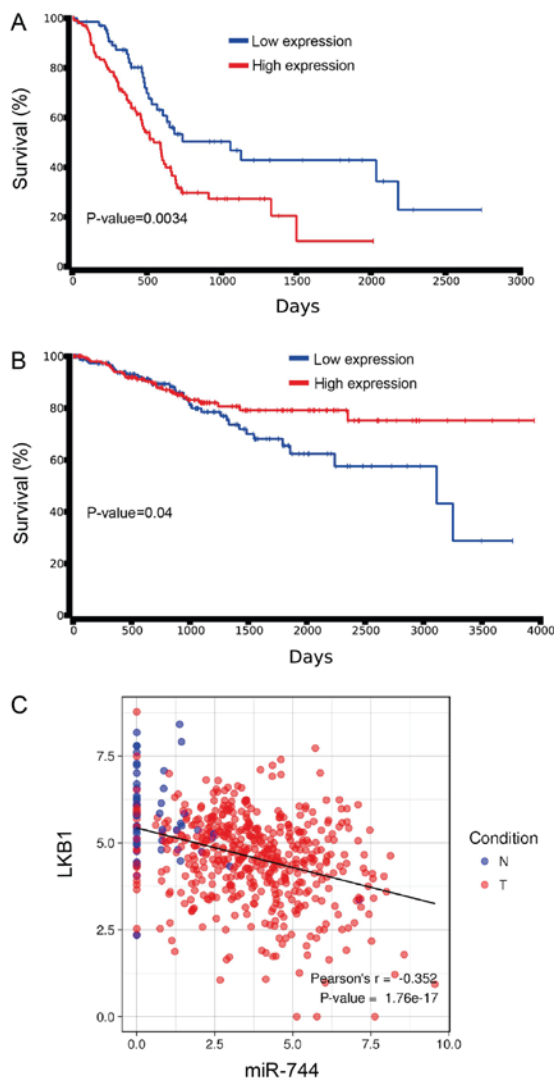 A
Survival (%)
100
80
60
40
20
0
Low expression
High expression
P-value=0.0034
0 500 1000 1500 2000 2500 3000
Days
B
Survival (%)
100
80
60
40
20
0
Low expression
High expression
P-value=0.04
0 500 1000 1500 2000 2500 3000 3500 4000
Days
C
LKB1
7.5
5.0
2.5
0.0
Condition
N
T
Pearson's r = -0.352
P-value = 1.76e-17
0.0 2.5 5.0 7.5 10.0
miR-744